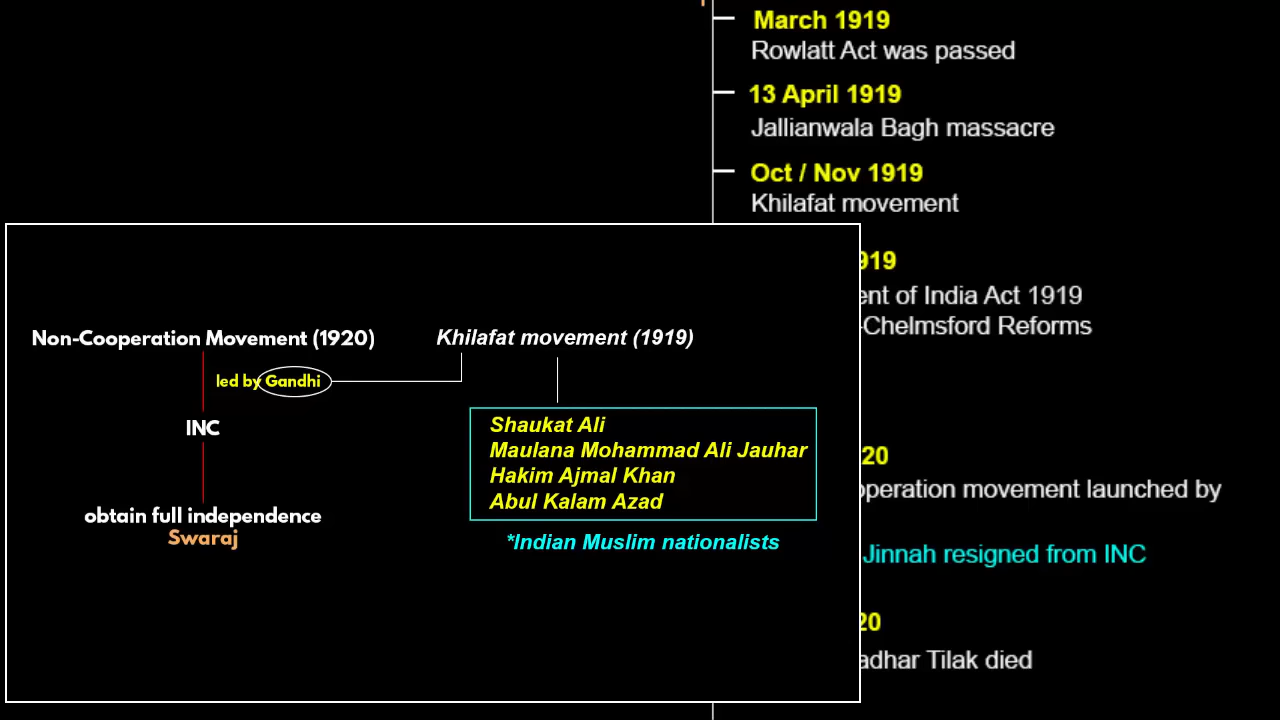 March 1919
Rowlatt Act was passed
13 April 1919
Jallianwala Bagh massacre
Oct / Nov 1919
Khilafat movement
919
ent of India Act 1919
-Chelmsford Reforms
20
operation movement launched by
Jinnah resigned from INC
20
adhar Tilak died
Non-Cooperation Movement (1920)
led by Gandhi
INC
obtain full independence
Swaraj
Khilafat movement (1919)
Shaukat Ali
Maulana Mohammad Ali Jauhar
Hakim Ajmal Khan
Abul Kalam Azad
*Indian Muslim nationalists